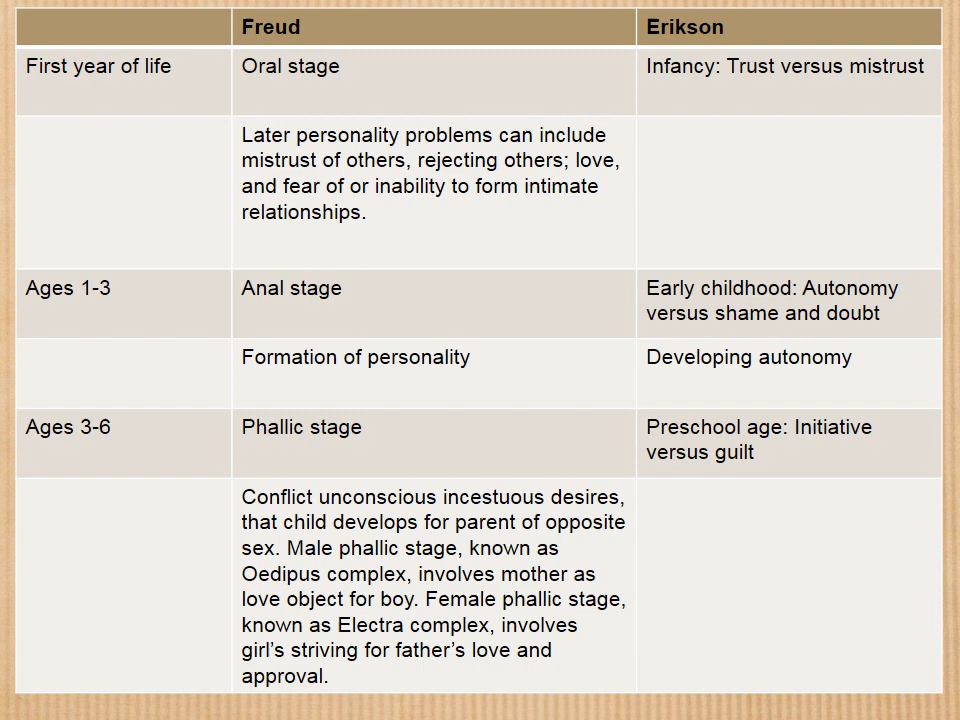 Freud Erikson
First year of life Oral stage Infancy: Trust versus mistrust
Later personality problems can include
mistrust of others, rejecting others; love,
and fear of or inability to form intimate
relationships.
Ages 1-3 Anal stage Early childhood: Autonomy
versus shame and doubt
Formation of personality Developing autonomy
Ages 3-6 Phallic stage Preschool age: Initiative
versus guilt
Conflict unconscious incestuous desires,
that child develops for parent of opposite
sex. Male phallic stage, known as
Oedipus complex, involves mother as
love object for boy. Female phallic stage,
known as Electra complex, involves
girl’s striving for father’s love and
approval.